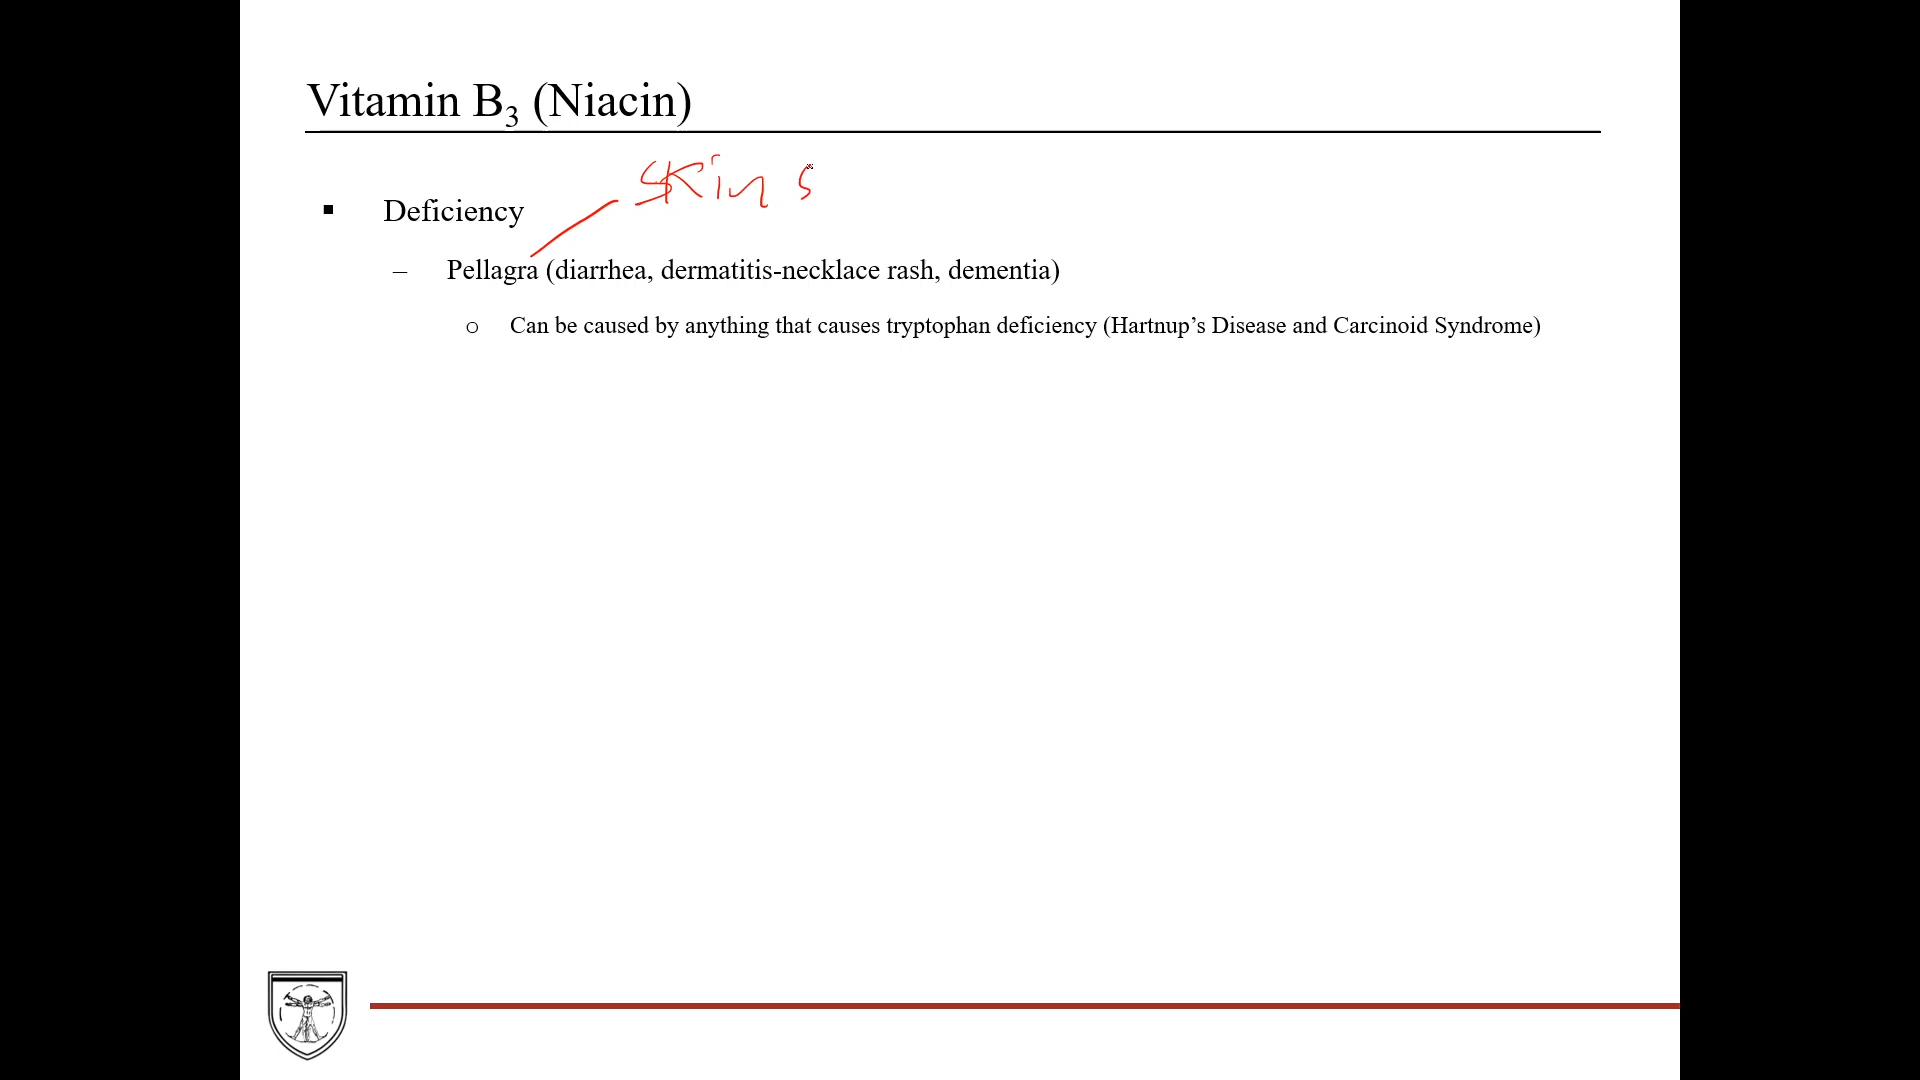 Vitamin B₃ (Niacin)
skin s
▪ Deficiency
– Pellagra (diarrhea, dermatitis-necklace rash, dementia)
o Can be caused by anything that causes tryptophan deficiency (Hartnup’s Disease and Carcinoid Syndrome)